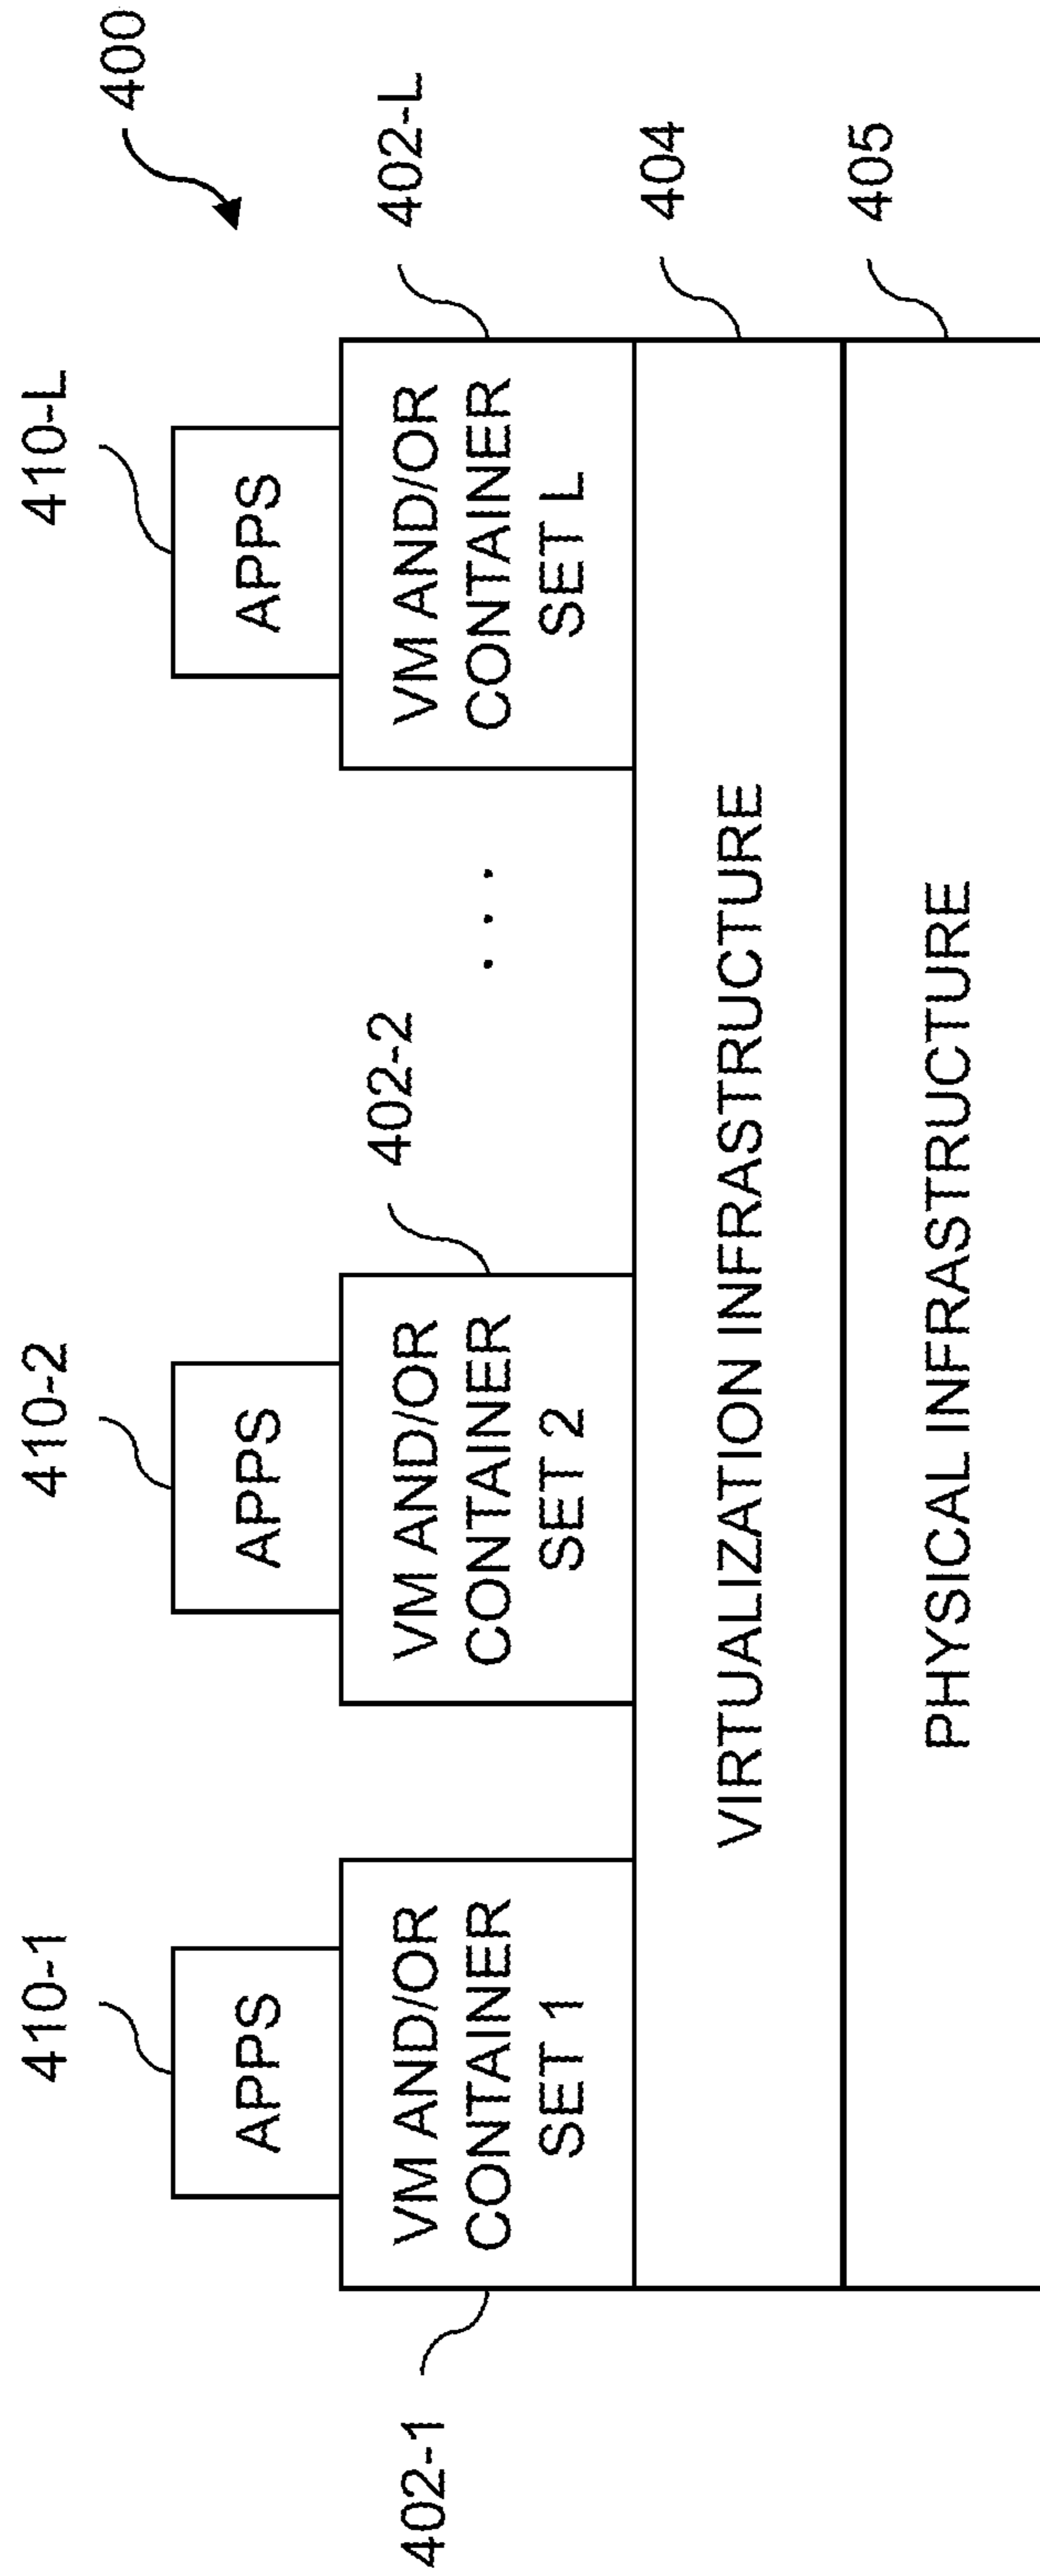 400
410-1
410-2
410-L
APPS
APPS
APPS
402-1
VM AND/OR
CONTAINER
SET 1
VM AND/OR
CONTAINER
SET 2
402-2
. . .
VM AND/OR
CONTAINER
SET L
402-L
VIRTUALIZATION INFRASTRUCTURE
404
PHYSICAL INFRASTRUCTURE
405